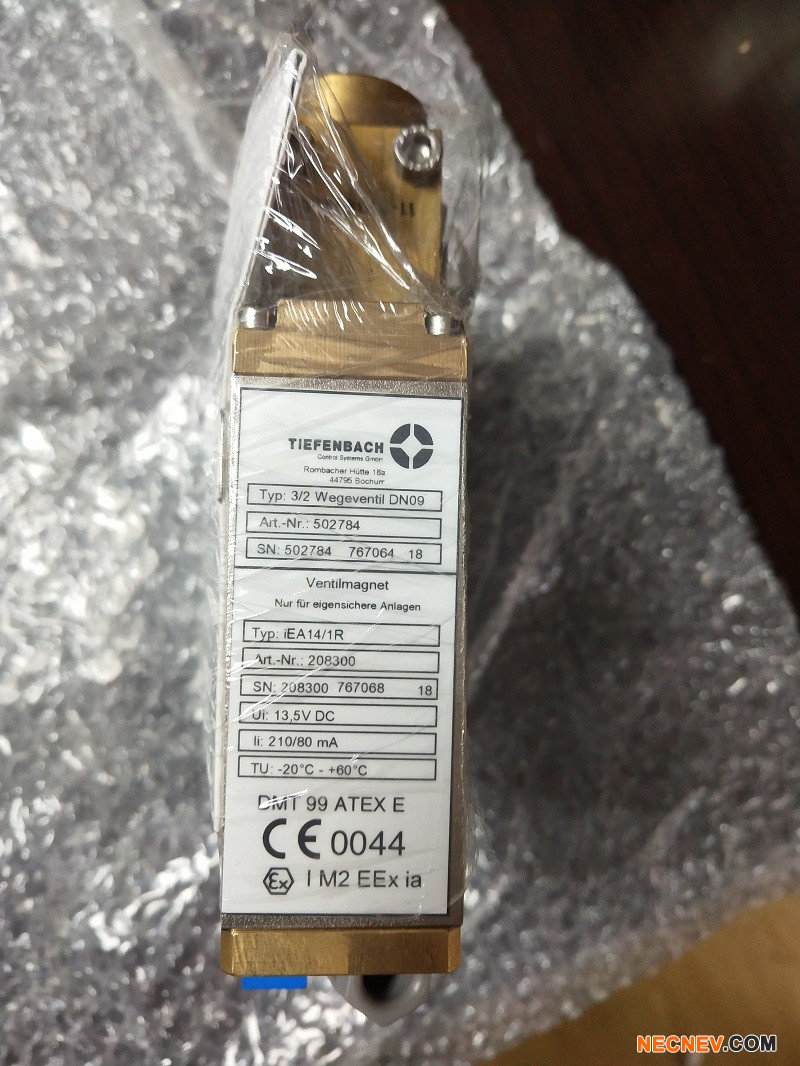 -11
TIEFENBACH
Control Systems GmbH
Rombacher Hütte 18a
44795 Bochum
Typ: 3/2 Wegeventil DN09
Art.-Nr.: 502784
SN: 502784 767064 18
Ventilmagnet
Nur für eigensichere Anlagen
Typ: iEA14/1R
Art.-Nr.: 208300
SN: 208300 767068 18
Ui: 13,5V DC
Ii: 210/80 mA
TU: -20°C - +60°C
DMT 99 ATEX E
CE 0044
Ex I M2 EEx ia
NECNEV.COM